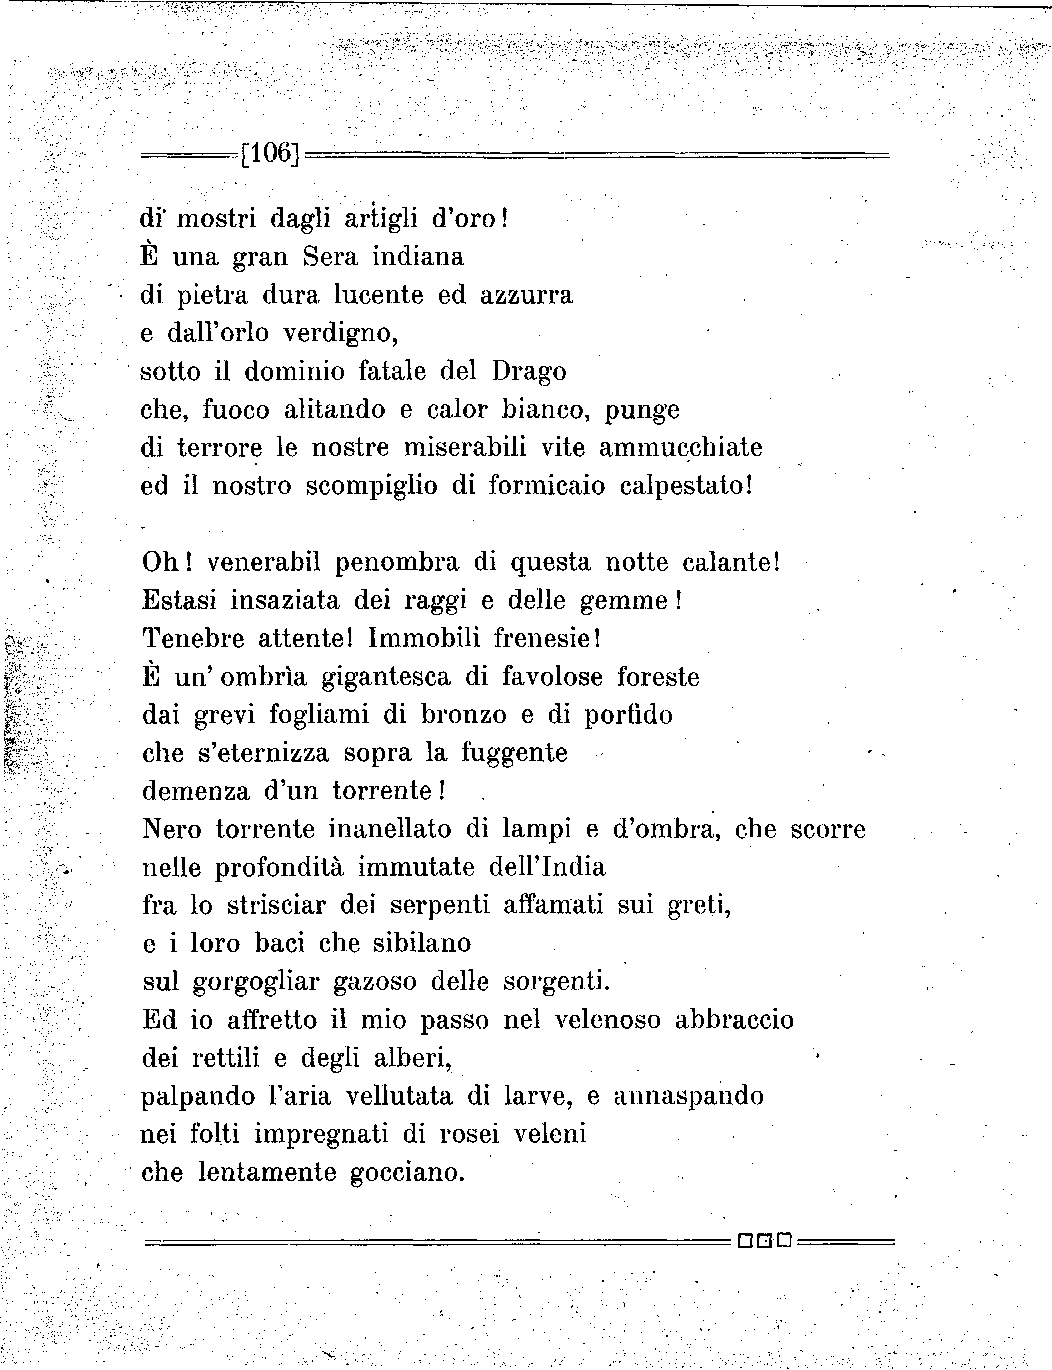 [106]
di mostri dagli artigli d'oro!
È una gran Sera indiana
di pietra dura lucente ed azzurra
e dall'orlo verdigno,
sotto il dominio fatale del Drago
che, fuoco alitando e calor bianco, punge
di terrore le nostre miserabili vite ammucchiate
ed il nostro scompiglio di formicaio calpestato!
Oh! venerabil penombra di questa notte calante!
Estasi insaziata dei raggi e delle gemme!
Tenebre attente! Immobili frenesie!
È un' ombrìa gigantesca di favolose foreste
dai grevi fogliami di bronzo e di porfido
che s'eternizza sopra la fuggente
demenza d'un torrente!
Nero torrente inanellato di lampi e d'ombra, che scorre
nelle profondità immutate dell'India
fra lo strisciar dei serpenti affamati sui greti,
e i loro baci che sibilano
sul gorgogliar gazoso delle sorgenti.
Ed io affretto il mio passo nel velenoso abbraccio
dei rettili e degli alberi,
palpando l'aria vellutata di larve, e annaspando
nei folti impregnati di rosei veleni
che lentamente gocciano.